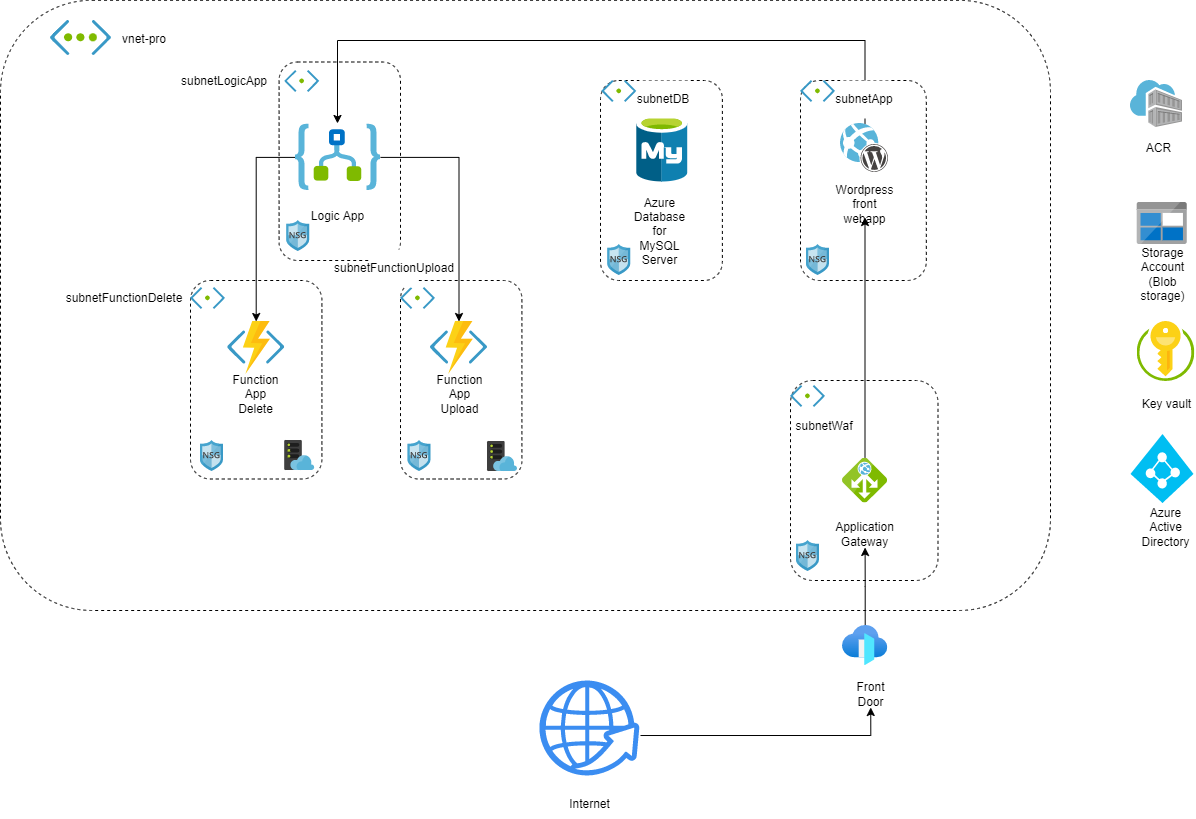 vnet-pro
subnetLogicApp
Logic App
NSG
subnetDB
My
Azure
Database
for
MySQL
Server
NSG
subnetApp
W
Wordpress
front
webapp
NSG
subnetFunctionDelete
Function
App
Delete
NSG
subnetFunctionUpload
Function
App
Upload
NSG
subnetWaf
Application
Gateway
NSG
Front
Door
Internet
ACR
Storage
Account
(Blob
storage)
Key vault
Azure
Active
Directory